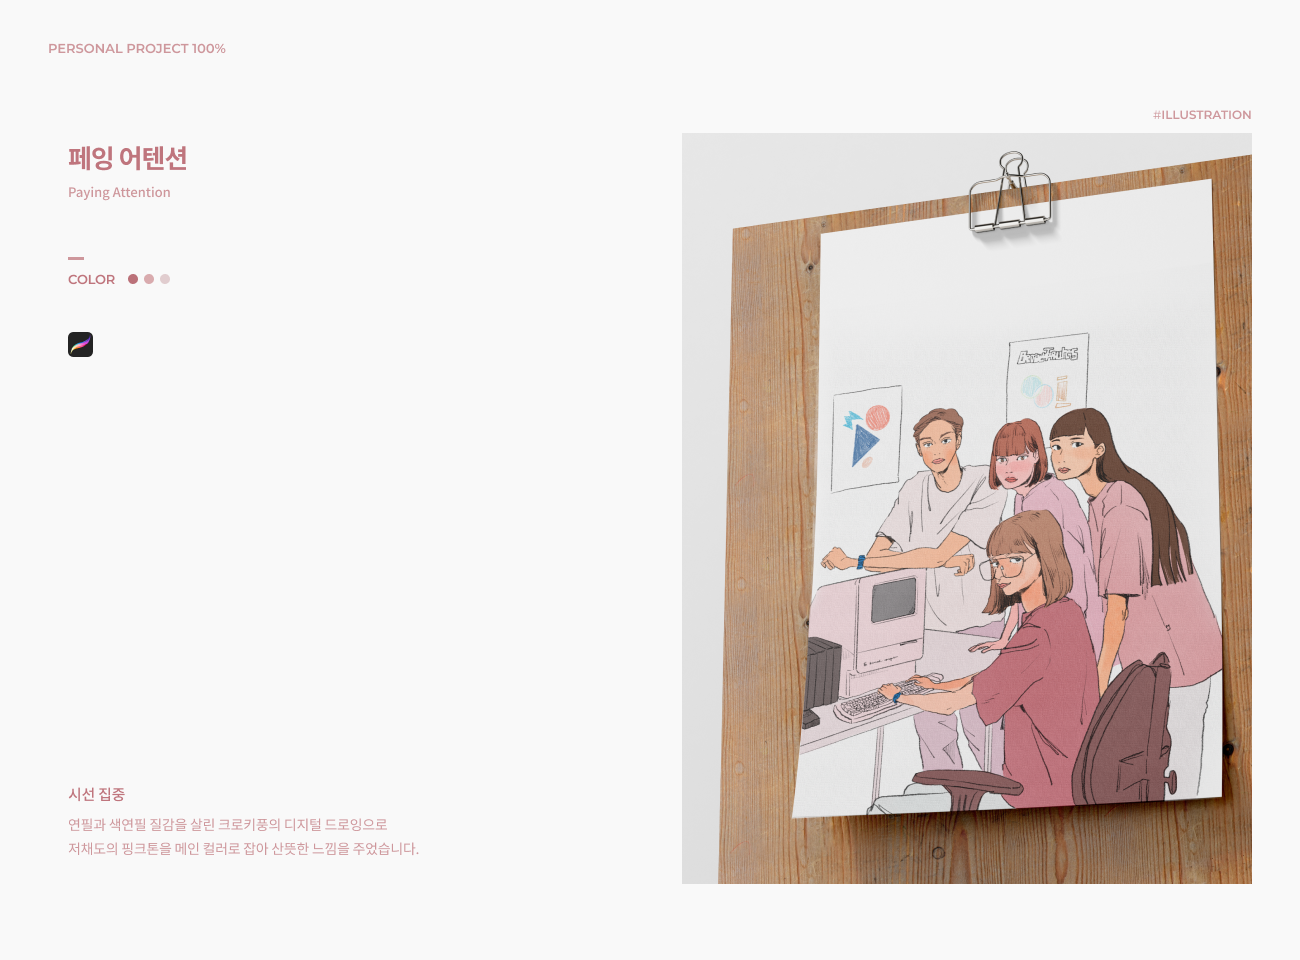 PERSONAL PROJECT 100%
#ILLUSTRATION
페잉 어텐션
Paying Attention
COLOR
시선 집중
연필과 색연필 질감을 살린 크로키풍의 디지털 드로잉으로
저채도의 핑크톤을 메인 컬러로 잡아 산뜻한 느낌을 주었습니다.